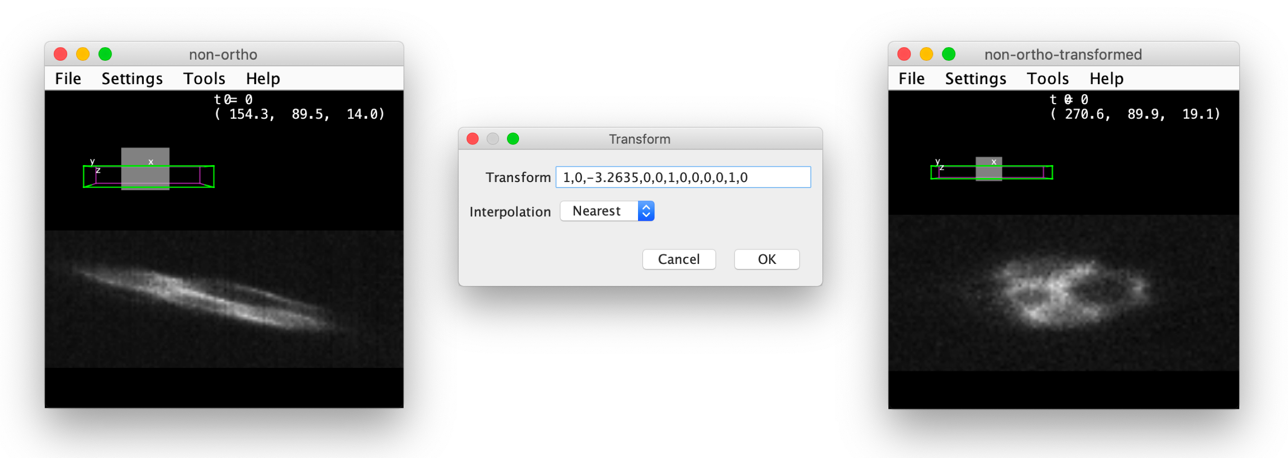 non-ortho
File Settings Tools Help
t = 0
( 154.3, 89.5, 14.0)
y
x
z
Transform
Transform 1,0,-3.2635,0,0,1,0,0,0,0,1,0
Interpolation Nearest
Cancel OK
non-ortho-transformed
File Settings Tools Help
t = 0
( 270.6, 89.9, 19.1)
y
x
z